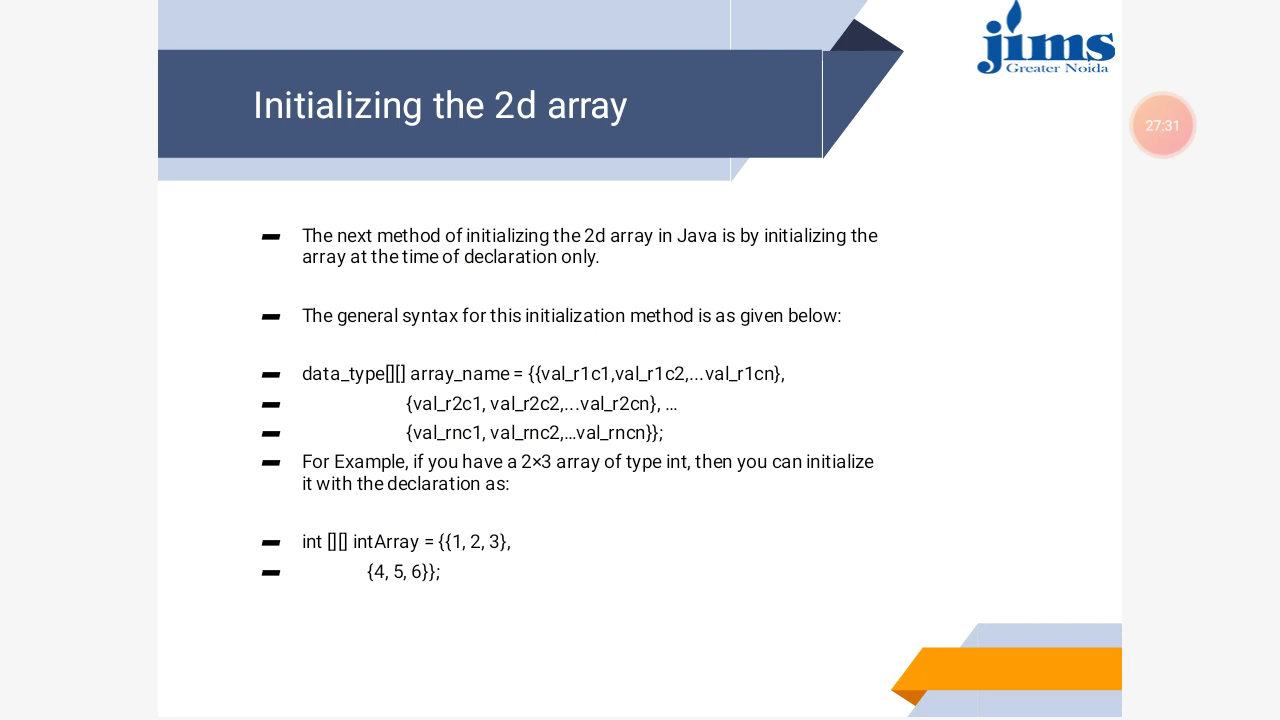 jims
Greater Noida
27:31
Initializing the 2d array
The next method of initializing the 2d array in Java is by initializing the
array at the time of declaration only.
The general syntax for this initialization method is as given below:
data_type[][] array_name = {{val_r1c1,val_r1c2,...val_r1cn},
{val_r2c1, val_r2c2,...val_r2cn}, …
{val_rnc1, val_rnc2,…val_rncn}};
For Example, if you have a 2×3 array of type int, then you can initialize
it with the declaration as:
int [][] intArray = {{1, 2, 3},
{4, 5, 6}};